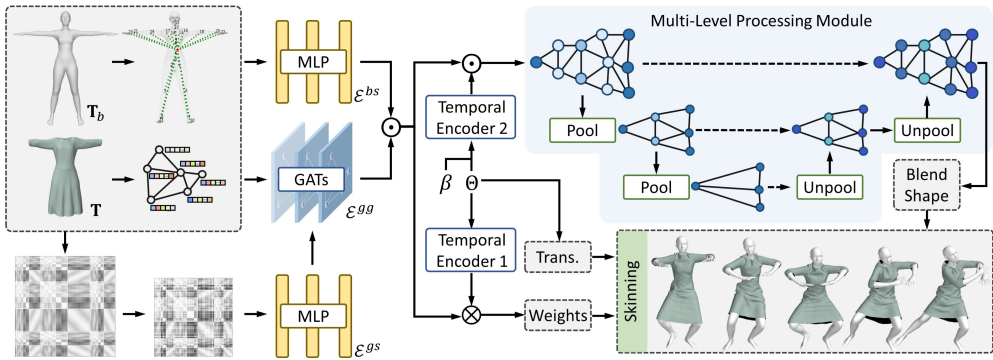 Multi-Level Processing Module
T_b
MLP
ℰ^{bs}
Temporal
Encoder 2
Pool
Unpool
T
GATs
ℰ^{gg}
β Θ
Pool
Unpool
Blend
Shape
Temporal
Encoder 1
Trans.
Skinning
MLP
ℰ^{gs}
Weights